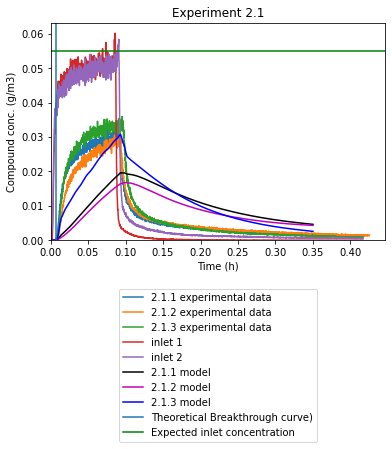 Experiment 2.1
Compound conc. (g/m3)
0.06
0.05
0.04
0.03
0.02
0.01
0.00
0.00 0.05 0.10 0.15 0.20 0.25 0.30 0.35 0.40
Time (h)
2.1.1 experimental data
2.1.2 experimental data
2.1.3 experimental data
inlet 1
inlet 2
2.1.1 model
2.1.2 model
2.1.3 model
Theoretical Breakthrough curve)
Expected inlet concentration